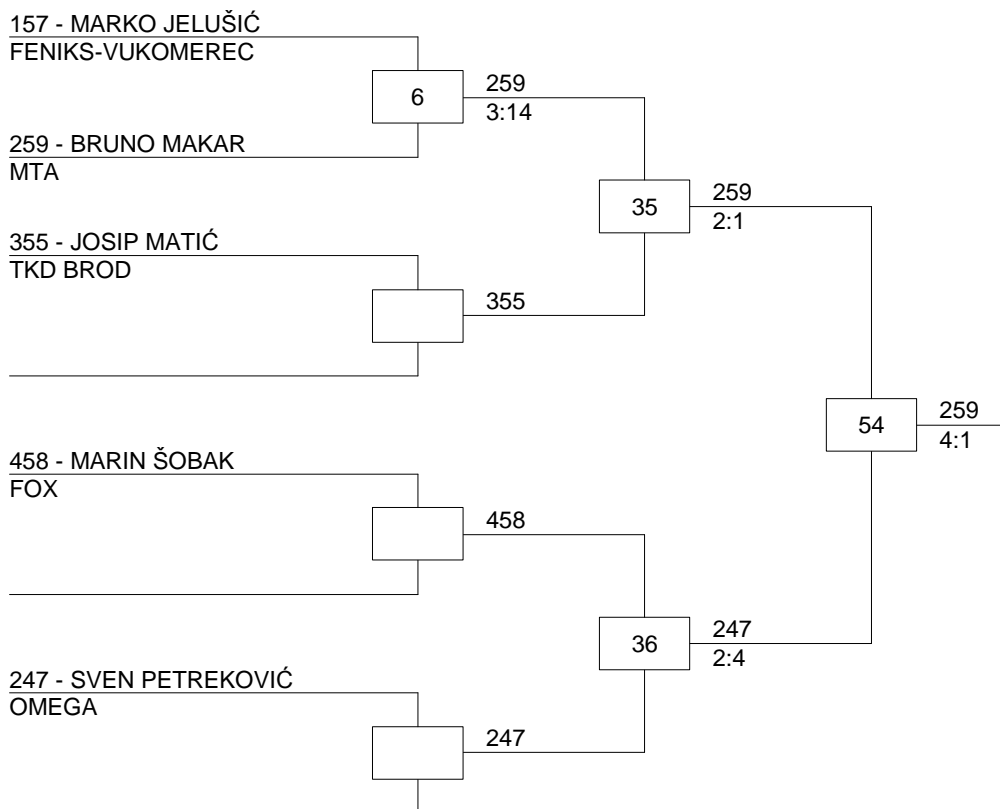 157 - MARKO JELUŠIĆ
FENIKS-VUKOMEREC
6
259
3:14
259 - BRUNO MAKAR
MTA
35
259
2:1
355 - JOSIP MATIĆ
TKD BROD
355
54
259
4:1
458 - MARIN ŠOBAK
FOX
458
36
247
2:4
247 - SVEN PETREKOVIĆ
OMEGA
247